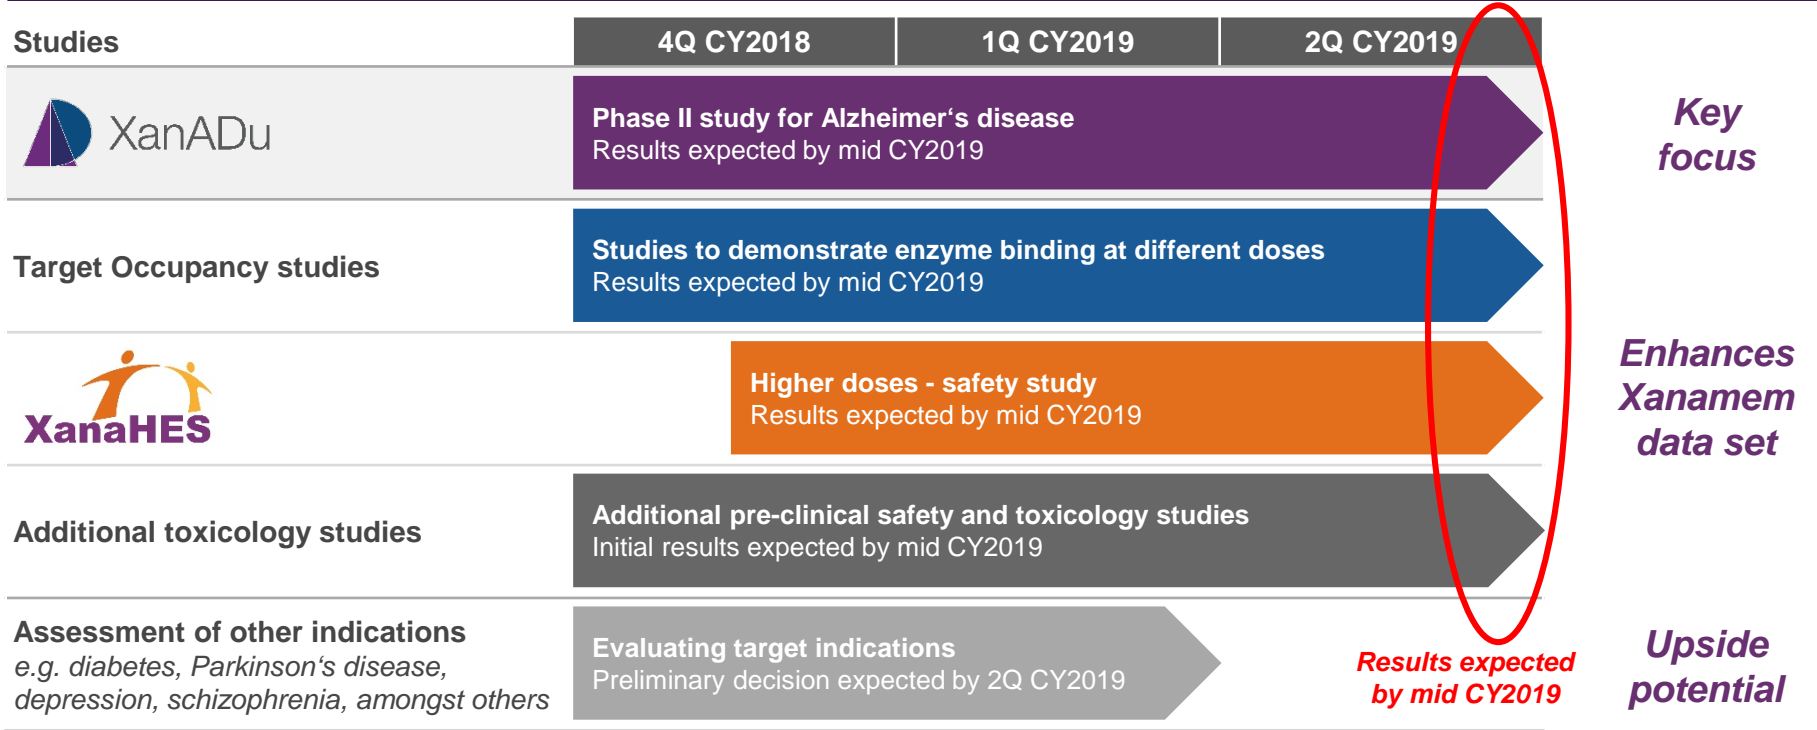 Studies
4Q CY2018
1Q CY2019
2Q CY2019
XanADu
Phase II study for Alzheimer‘s disease
Results expected by mid CY2019
Key
focus
Target Occupancy studies
Studies to demonstrate enzyme binding at different doses
Results expected by mid CY2019
XanaHES
Higher doses - safety study
Results expected by mid CY2019
Enhances
Xanamem
data set
Additional toxicology studies
Additional pre-clinical safety and toxicology studies
Initial results expected by mid CY2019
Assessment of other indications
e.g. diabetes, Parkinson‘s disease,
depression, schizophrenia, amongst others
Evaluating target indications
Preliminary decision expected by 2Q CY2019
Results expected
by mid CY2019
Upside
potential